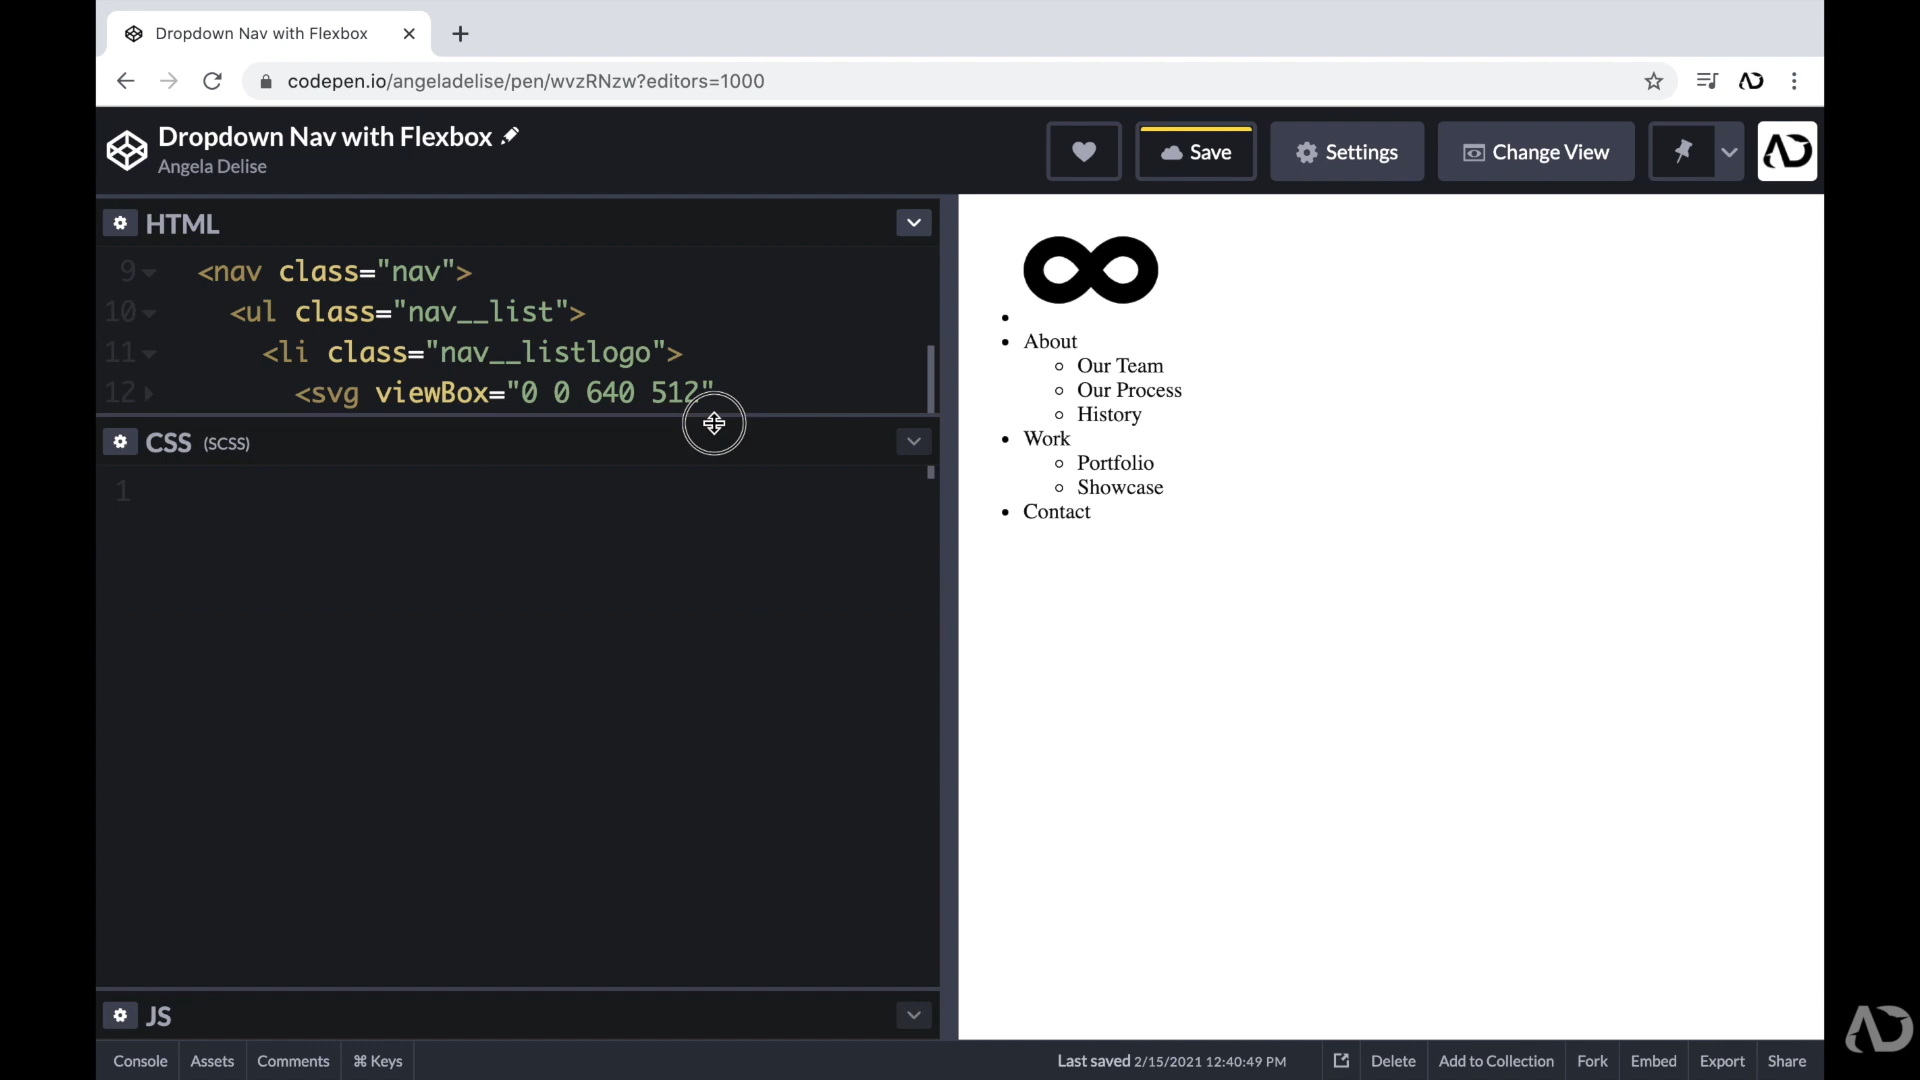 Dropdown Nav with Flexbox
codepen.io/angeladelise/pen/wvzRNzw?editors=1000
Dropdown Nav with Flexbox
Angela Delise
Save
Settings
Change View
HTML
9 <nav class="nav">
10 <ul class="nav__list">
11 <li class="nav__listlogo">
12 <svg viewBox="0 0 640 512"
CSS (SCSS)
1
About
Our Team
Our Process
History
Work
Portfolio
Showcase
Contact
JS
Console Assets Comments ⌘ Keys Last saved 2/15/2021 12:40:49 PM Delete Add to Collection Fork Embed Export Share